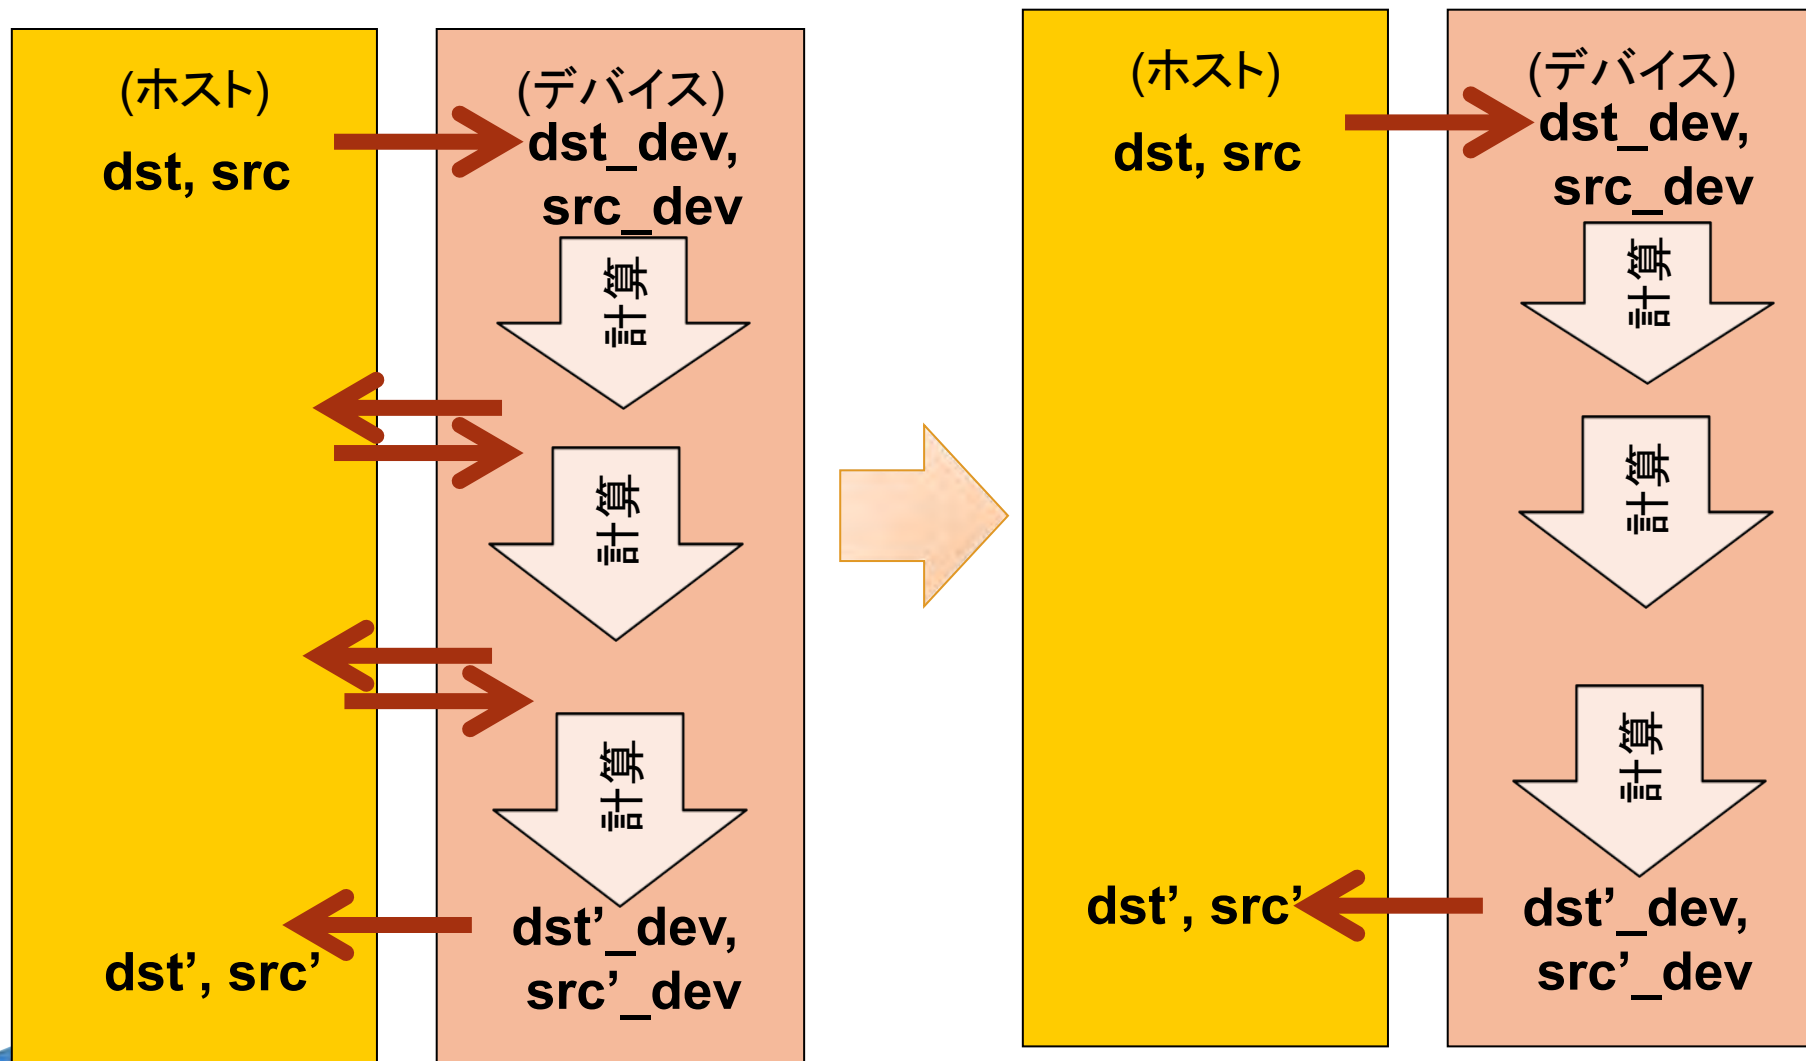 (ホスト)
dst, src
(デバイス)
dst_dev,
src_dev
計算
計算
計算
dst’_dev,
src’_dev
dst’, src’
(ホスト)
dst, src
(デバイス)
dst_dev,
src_dev
計算
計算
計算
dst’_dev,
src’_dev
dst’, src’